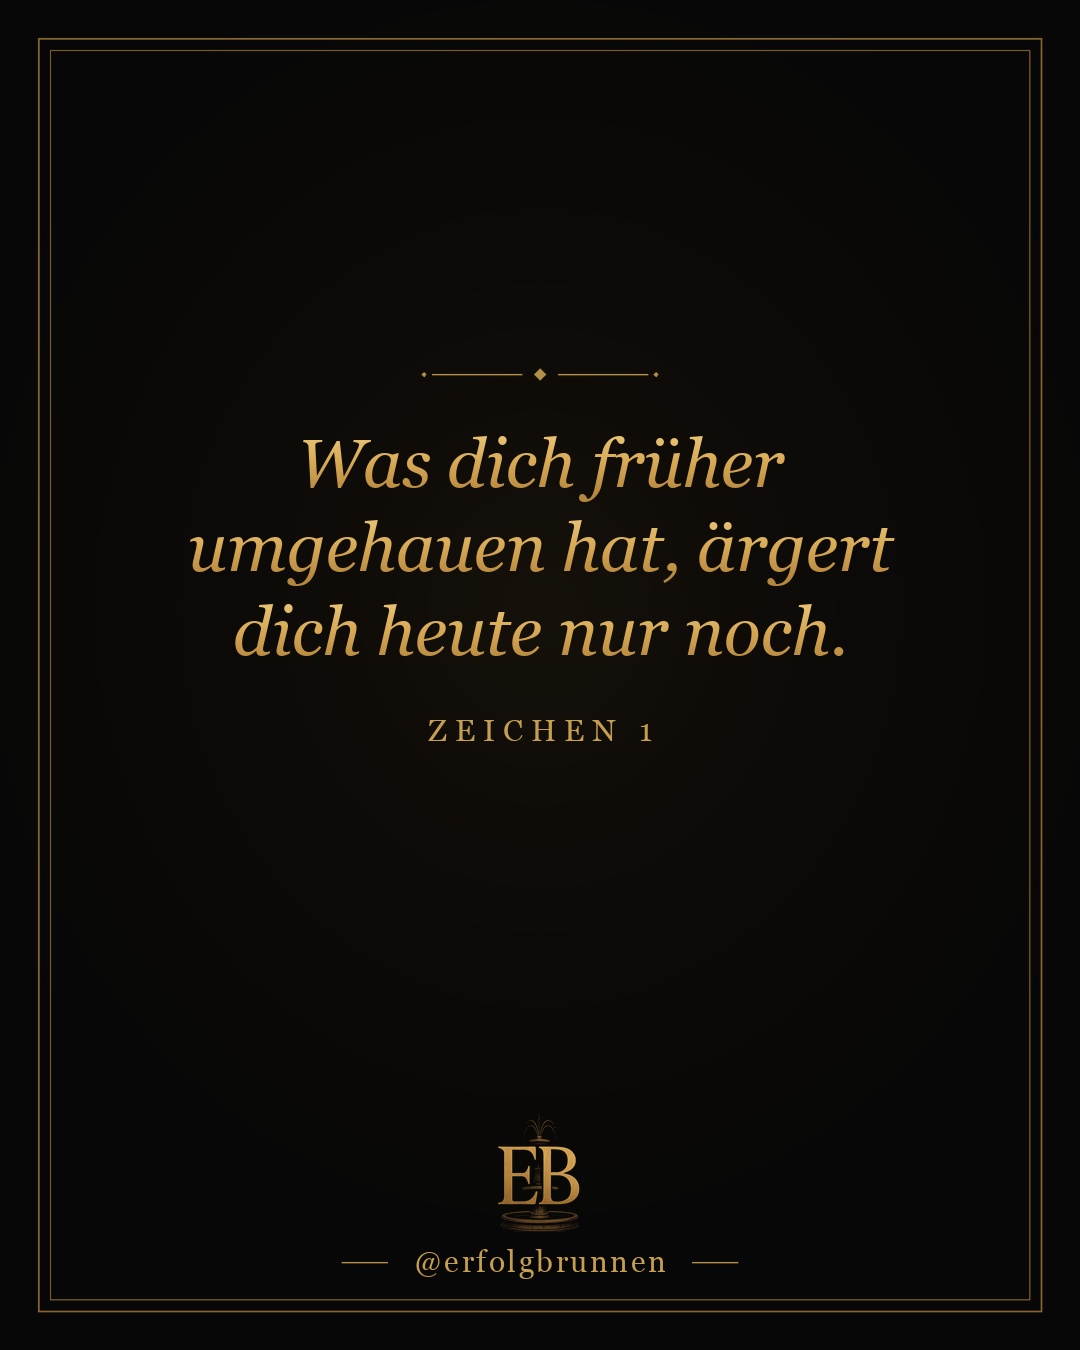 Was dich früher
umgehauen hat, ärgert
dich heute nur noch.
ZEICHEN 1
EB
@erfolgbrunnen